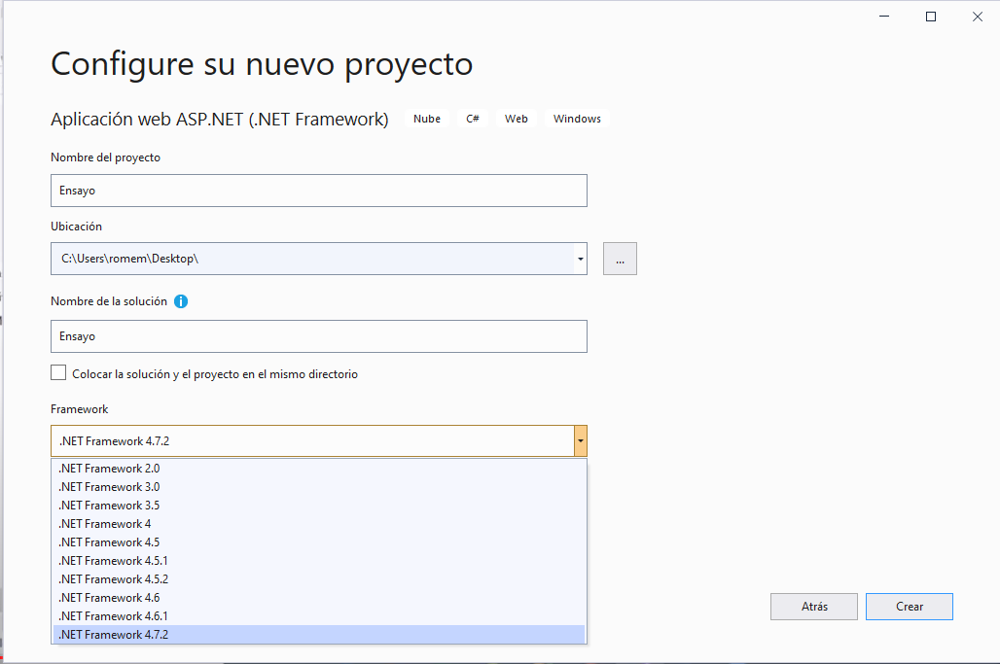 Configure su nuevo proyecto
Aplicación web ASP.NET (.NET Framework) Nube C# Web Windows
Nombre del proyecto
Ensayo
Ubicación
C:\Users\romem\Desktop\
...
Nombre de la solución
Ensayo
Colocar la solución y el proyecto en el mismo directorio
Framework
.NET Framework 4.7.2
.NET Framework 2.0
.NET Framework 3.0
.NET Framework 3.5
.NET Framework 4
.NET Framework 4.5
.NET Framework 4.5.1
.NET Framework 4.5.2
.NET Framework 4.6
.NET Framework 4.6.1
.NET Framework 4.7.2
Atrás Crear